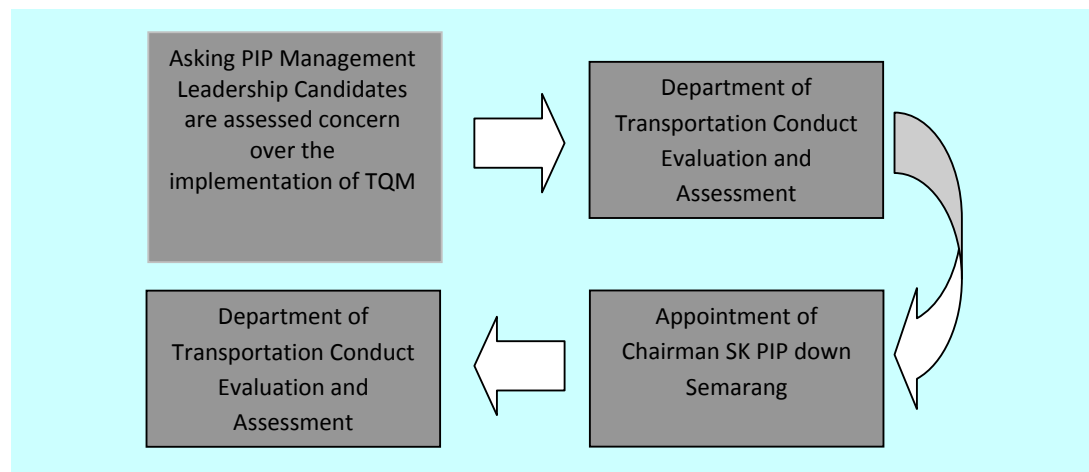 Asking PIP Management
Leadership Candidates
are assessed concern
over the
implementation of TQM
Department of
Transportation Conduct
Evaluation and
Assessment
Appointment of
Chairman SK PIP down
Semarang
Department of
Transportation Conduct
Evaluation and
Assessment